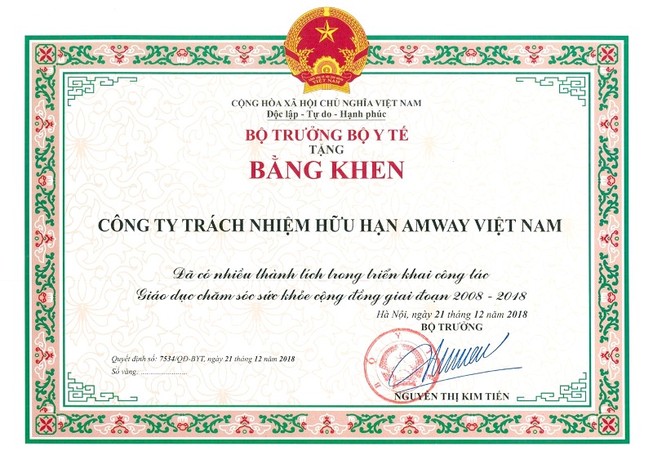 VIỆT NAM
CỘNG HÒA XÃ HỘI CHỦ NGHĨA VIỆT NAM
Độc lập - Tự do - Hạnh phúc
BỘ TRƯỞNG BỘ Y TẾ
TẶNG
BẰNG KHEN
CÔNG TY TRÁCH NHIỆM HỮU HẠN AMWAY VIỆT NAM
Đã có nhiều thành tích trong triển khai công tác
Giáo dục chăm sóc sức khỏe cộng đồng giai đoạn 2008 - 2018
Hà Nội, ngày 21 tháng 12 năm 2018
BỘ TRƯỞNG
Quyết định số: 7534/QĐ-BYT, ngày 21 tháng 12 năm 2018
Số vàng: ......................
BỘ Y
NGUYỄN THỊ KIM TIẾN